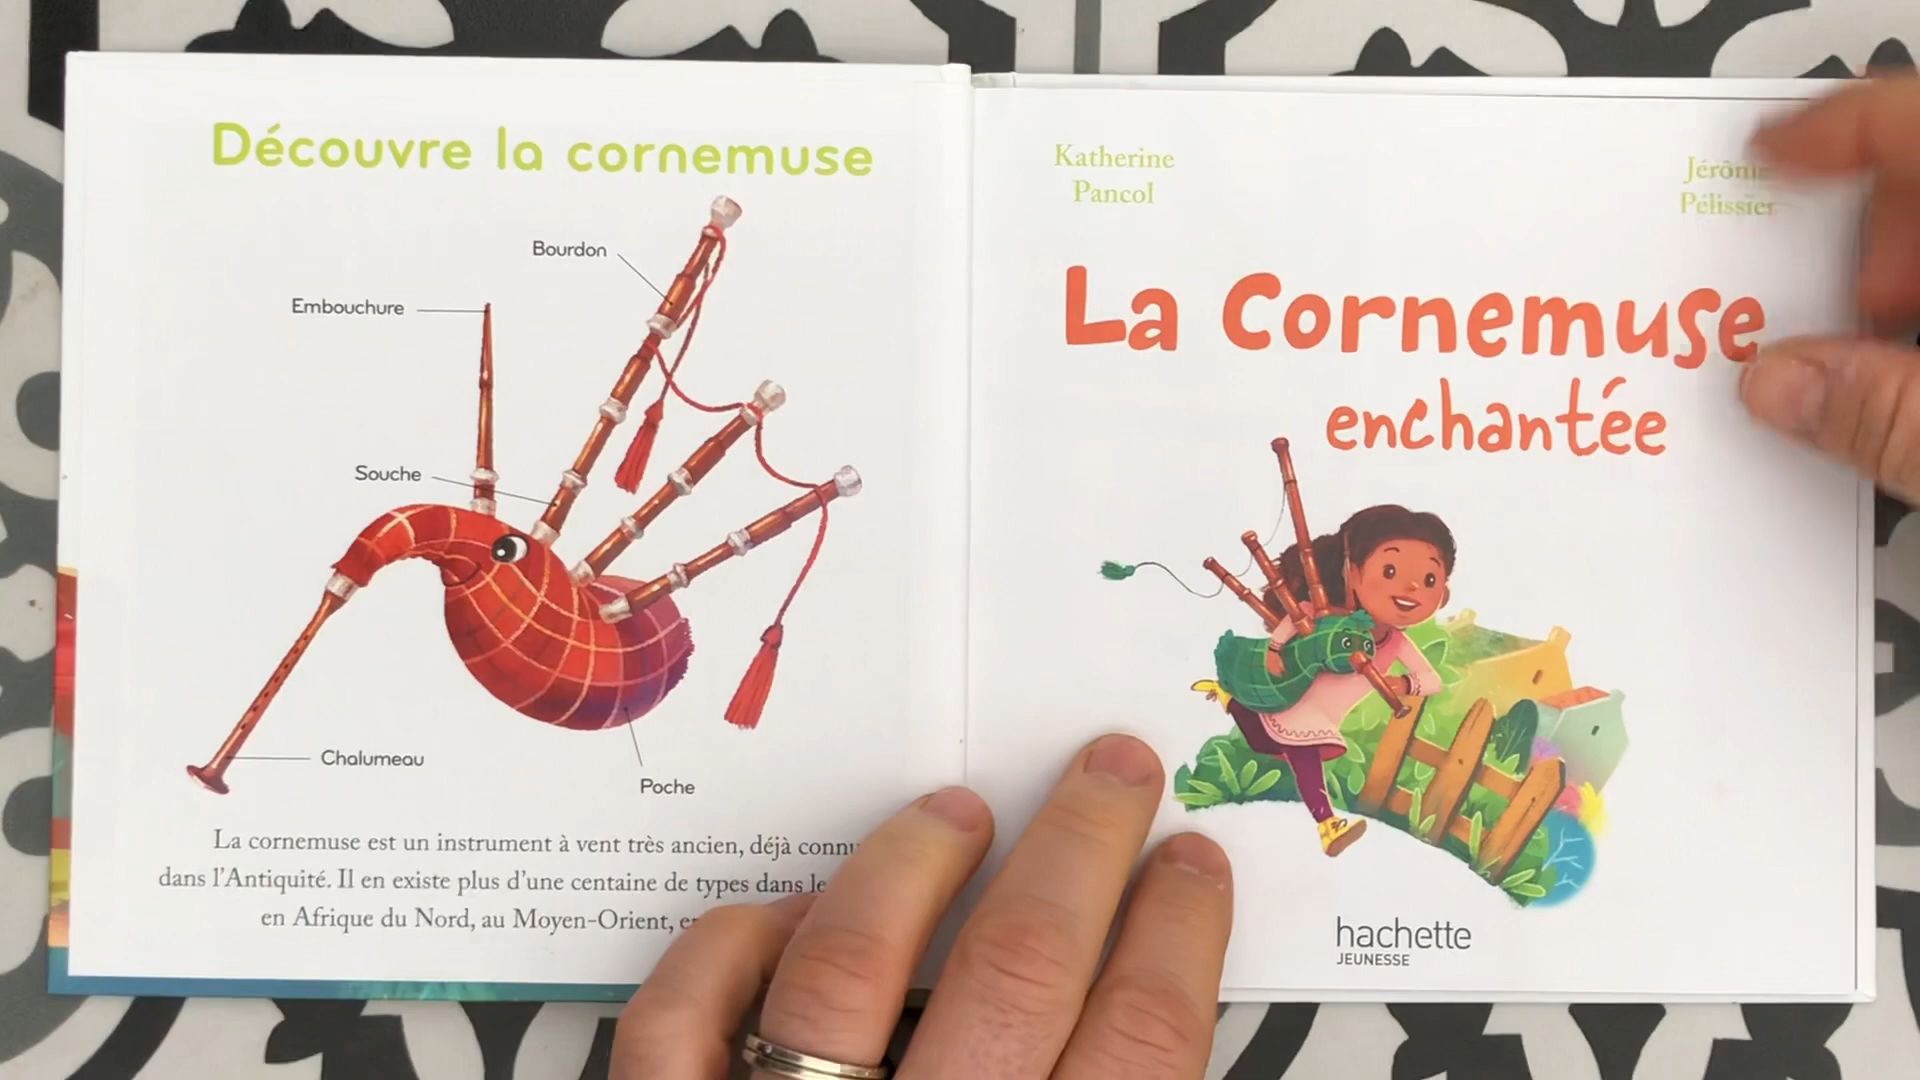 Découvre la cornemuse
Bourdon
Embouchure
Souche
Chalumeau
Poche
La cornemuse est un instrument à vent très ancien, déjà connu
dans l'Antiquité. Il en existe plus d'une centaine de types dans le
en Afrique du Nord, au Moyen-Orient,
Katherine
Pancol
Jérôme
Pélissier
La Cornemuse
enchantée
hachette
JEUNESSE